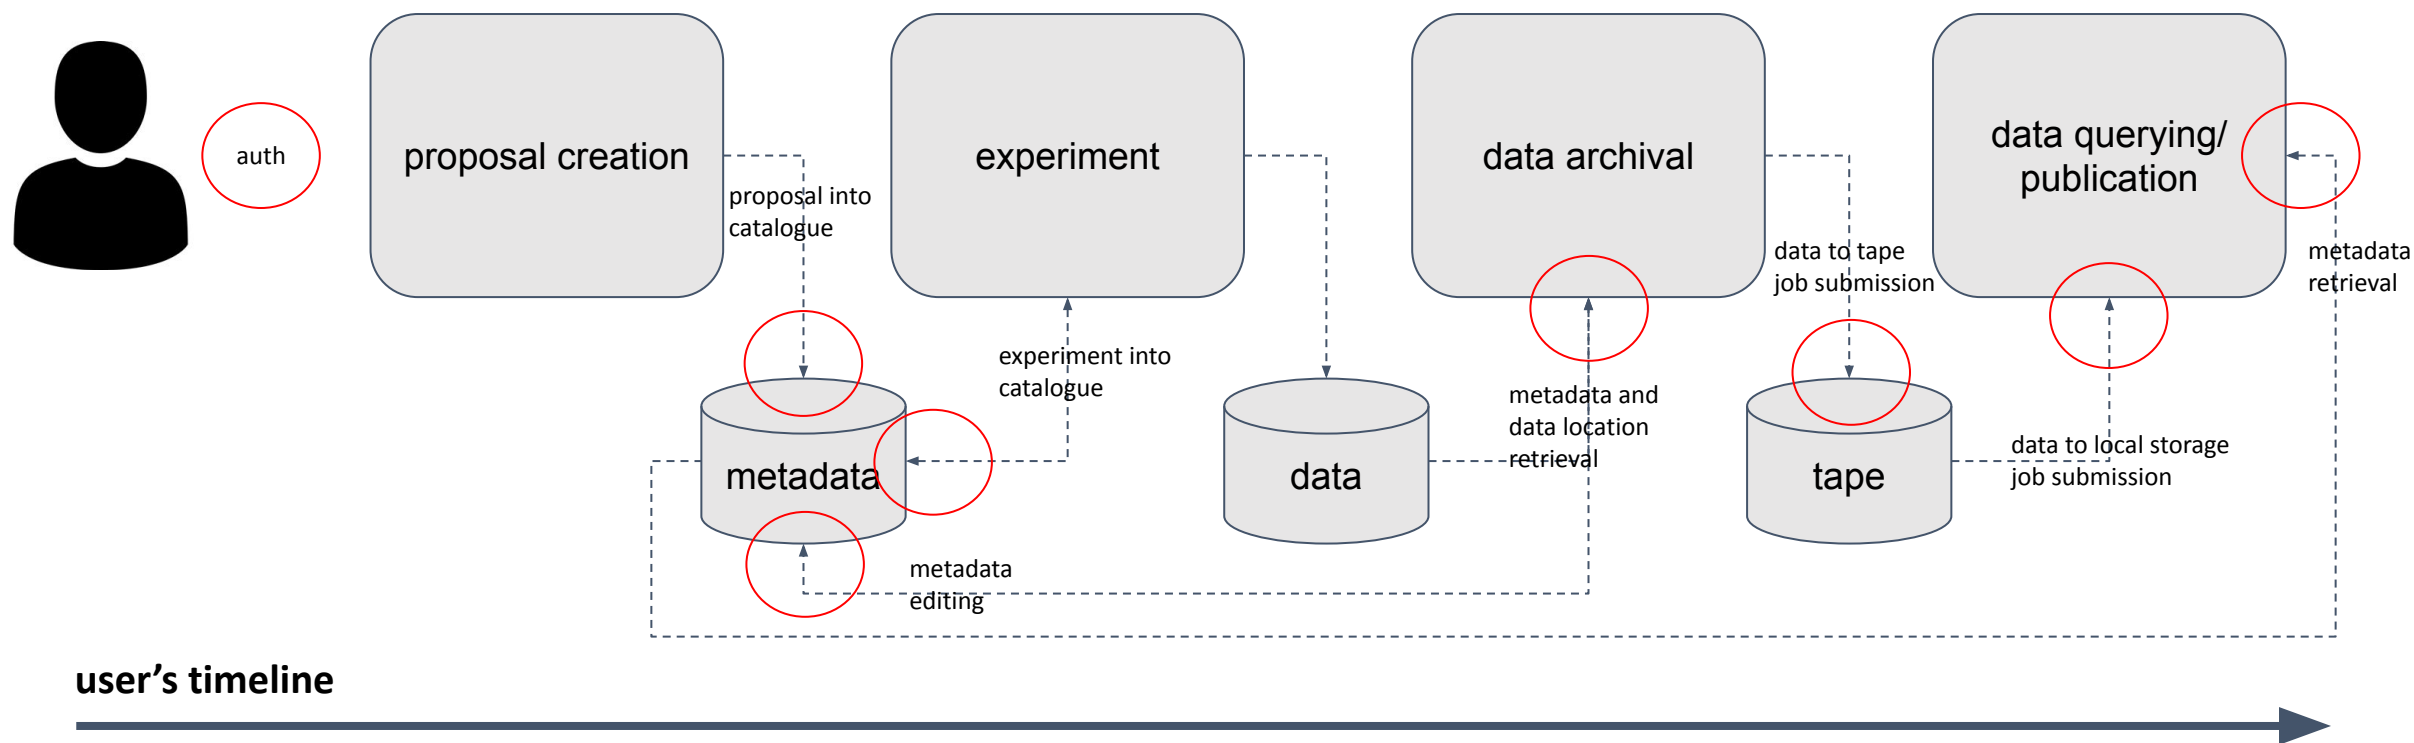 auth
proposal creation
proposal into
catalogue
experiment
experiment into
catalogue
data archival
metadata and
data location
retrieval
data to tape
job submission
data querying/
publication
metadata
retrieval
data to local storage
job submission
metadata
data
tape
metadata
editing
user’s timeline